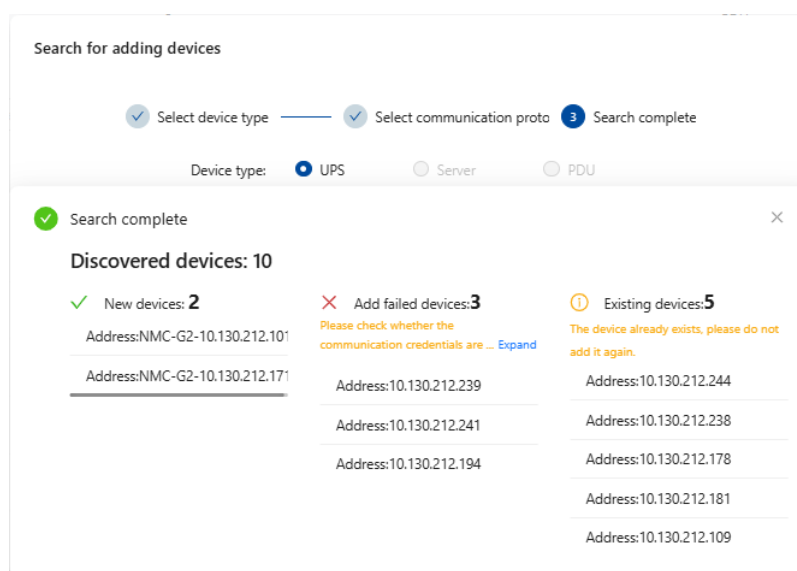 Search for adding devices
Select device type
Select communication proto
3 Search complete
Device type: UPS Server PDU
Search complete
Discovered devices: 10
New devices: 2
Address:NMC-G2-10.130.212.101
Address:NMC-G2-10.130.212.171
Add failed devices:3
Please check whether the
communication credentials are ... Expand
Address:10.130.212.239
Address:10.130.212.241
Address:10.130.212.194
Existing devices:5
The device already exists, please do not
add it again.
Address:10.130.212.244
Address:10.130.212.238
Address:10.130.212.178
Address:10.130.212.181
Address:10.130.212.109